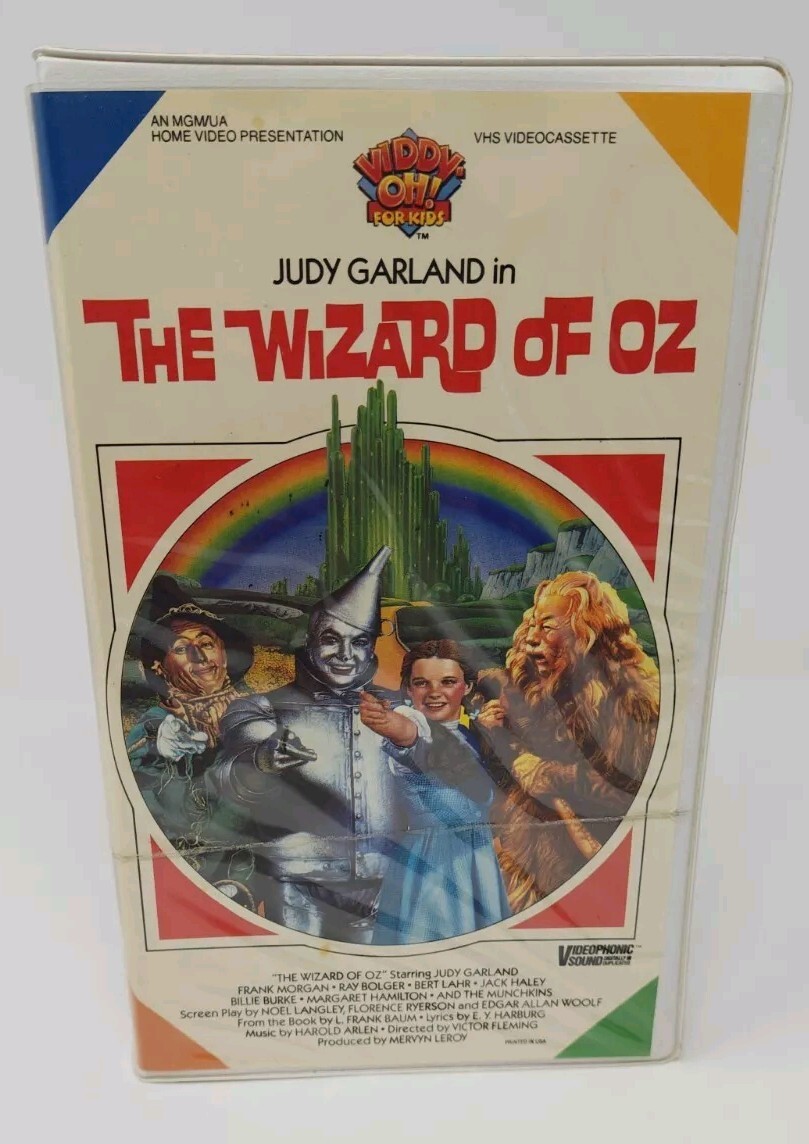 AN MGM/UA
HOME VIDEO PRESENTATION
VHS VIDEOCASSETTE
VIDDY-
OH!
FOR KIDS
TM
JUDY GARLAND in
THE WIZARD OF OZ
VIDEOPHONIC TM
SOUND DIGITALLY
DUPLICATED
"THE WIZARD OF OZ" Starring JUDY GARLAND
FRANK MORGAN • RAY BOLGER • BERT LAHR • JACK HALEY
BILLIE BURKE • MARGARET HAMILTON • AND THE MUNCHKINS
Screen Play by NOEL LANGLEY, FLORENCE RYERSON and EDGAR ALLAN WOOLF
From the Book by L. FRANK BAUM • Lyrics by E. Y. HARBURG
Music by HAROLD ARLEN • Directed by VICTOR FLEMING
Produced by MERVYN LEROY
PRINTED IN USA